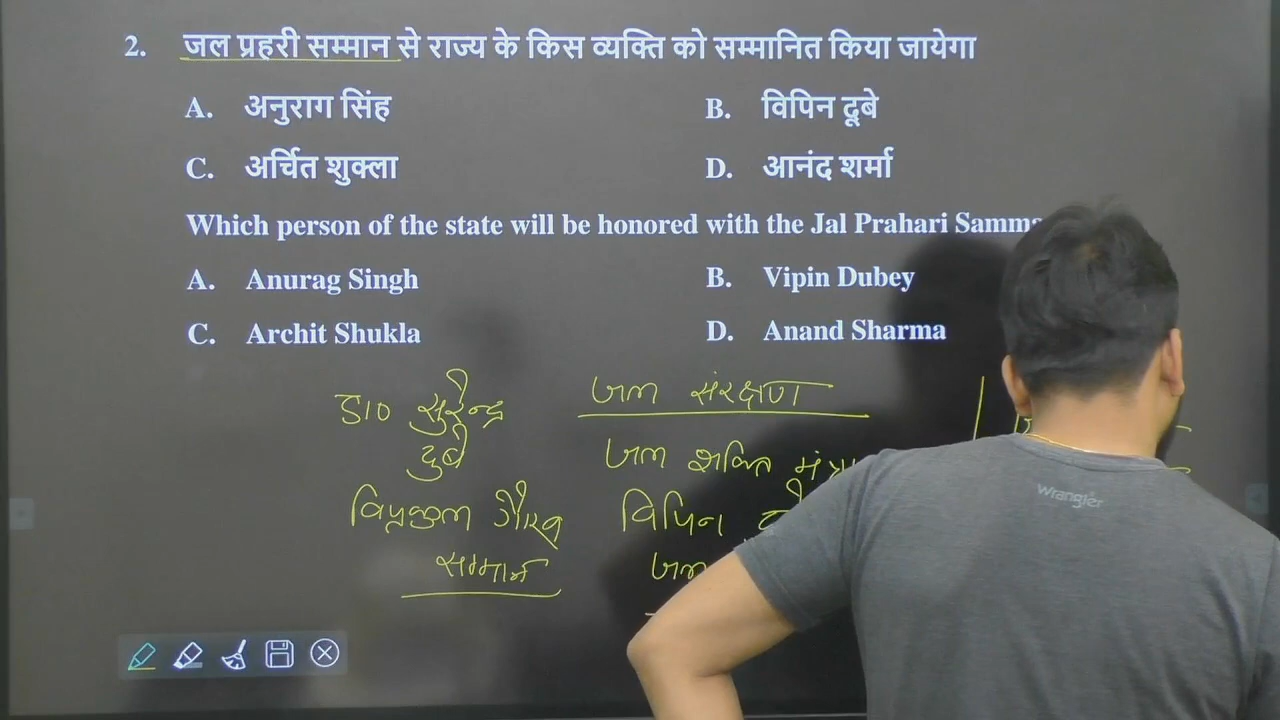 2. जल प्रहरी सम्मान से राज्य के किस व्यक्ति को सम्मानित किया जायेगा
A. अनुराग सिंह B. विपिन दूबे
C. अर्चित शुक्ला D. आनंद शर्मा
Which person of the state will be honored with the Jal Prahari
A. Anurag Singh B. Vipin Dubey
C. Archit Shukla D. Anand Sharma
डा० सुरेन्द्र
दुबे
विप्रकुल गौरव
सम्मान
जल संरक्षण
जल शक्ति
विपिन
जल
Wrangler